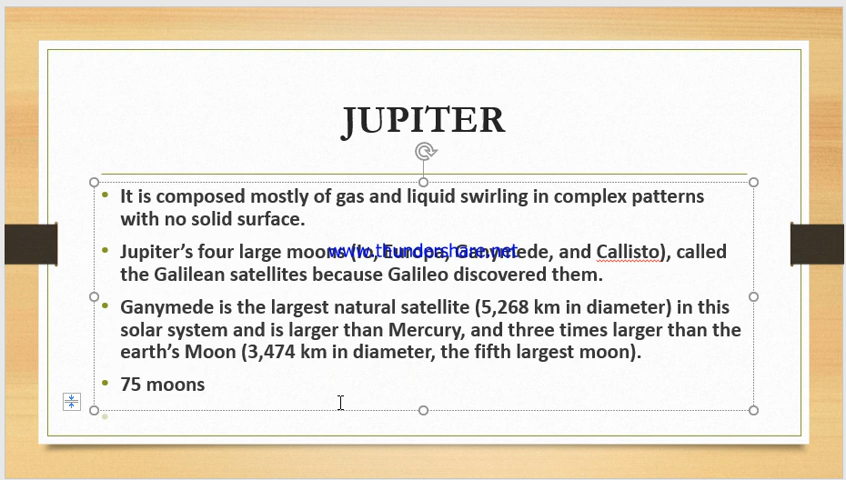 JUPITER
• It is composed mostly of gas and liquid swirling in complex patterns
with no solid surface.
• Jupiter’s four large moons (Io, Europa, Ganymede, and Callisto), called
www.thundershare.net
the Galilean satellites because Galileo discovered them.
• Ganymede is the largest natural satellite (5,268 km in diameter) in this
solar system and is larger than Mercury, and three times larger than the
earth’s Moon (3,474 km in diameter, the fifth largest moon).
• 75 moons